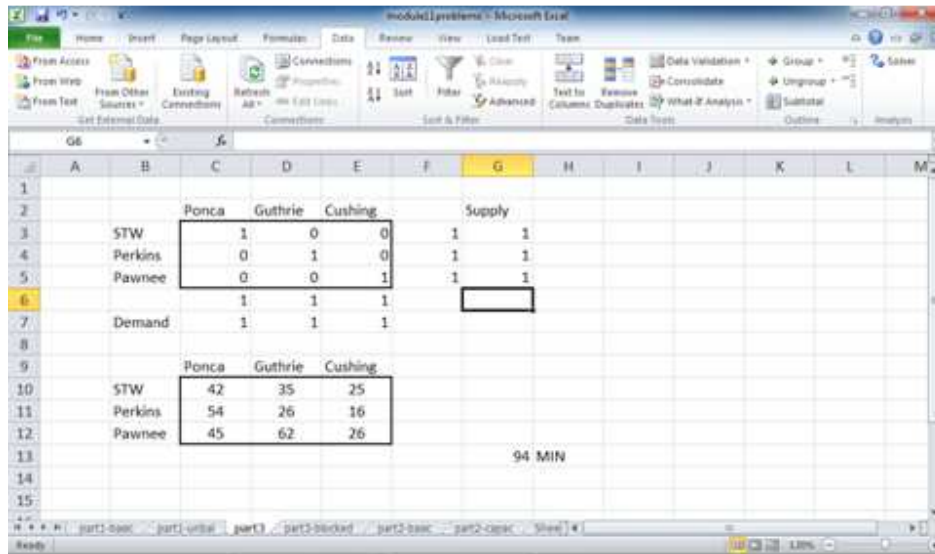 module11problems - Microsoft Excel
File Home Insert Page Layout Formulas Data Review View Load Test Team
From Access
From Web
From Text
From Other Sources
Existing Connections
Get External Data
Refresh All
Connections
Properties
Edit Links
Connections
Sort
Filter
Clear
Reapply
Advanced
Sort & Filter
Text to Columns
Remove Duplicates
Data Validation
Consolidate
What-If Analysis
Data Tools
Group
Ungroup
Subtotal
Outline
Solver
Analysis
G6 fx
A B C D E F G H I J K L M
1
2 Ponca Guthrie Cushing Supply
3 STW 1 0 0 1 1
4 Perkins 0 1 0 1 1
5 Pawnee 0 0 1 1 1
6 1 1 1
7 Demand 1 1 1
8
9 Ponca Guthrie Cushing
10 STW 42 35 25
11 Perkins 54 26 16
12 Pawnee 45 62 26
13 94 MIN
14
15
part1-basic part1-unbal part3 part3-blocked part2-basic part2-capac Sheet
Ready 120%